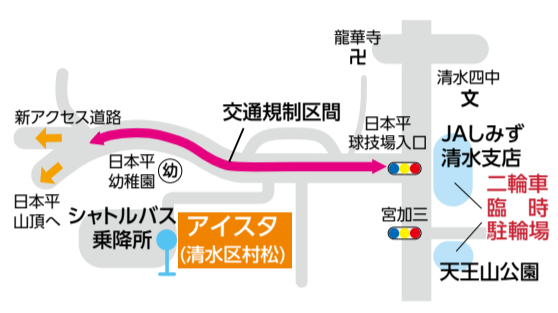 龍華寺
卍
清水四中
文
新アクセス道路
交通規制区間
日本平
球技場入口
JAしみず
清水支店
日本平
幼稚園
幼
二輪車
臨時
駐輪場
日本平
山頂へ
シャトルバス
乗降所
アイスタ
(清水区村松)
宮加三
天王山公園